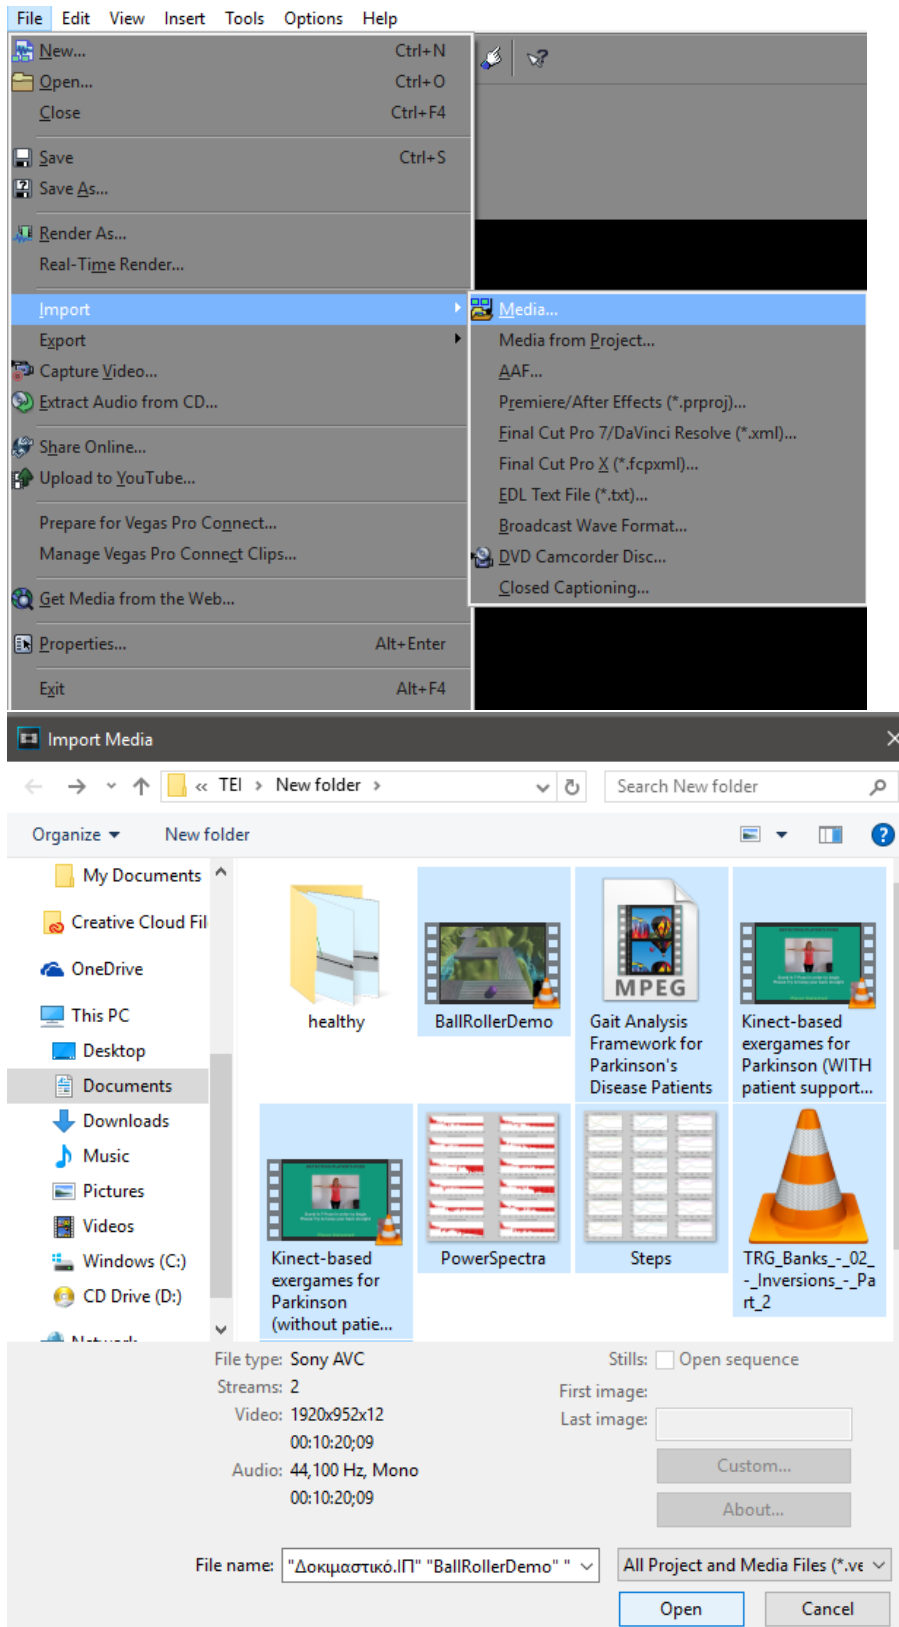 File Edit View Insert Tools Options Help
New... Ctrl+N
Open... Ctrl+O
Close Ctrl+F4
Save Ctrl+S
Save As...
Render As...
Real-Time Render...
Import
Export
Capture Video...
Extract Audio from CD...
Share Online...
Upload to YouTube...
Prepare for Vegas Pro Connect...
Manage Vegas Pro Connect Clips...
Get Media from the Web...
Properties... Alt+Enter
Exit Alt+F4
Media...
Media from Project...
AAF...
Premiere/After Effects (*.prproj)...
Final Cut Pro 7/DaVinci Resolve (*.xml)...
Final Cut Pro X (*.fcpxml)...
EDL Text File (*.txt)...
Broadcast Wave Format...
DVD Camcorder Disc...
Closed Captioning...
Import Media
« TEI > New folder >
Search New folder
Organize
New folder
My Documents
Creative Cloud Fil
OneDrive
This PC
Desktop
Documents
Downloads
Music
Pictures
Videos
Windows (C:)
CD Drive (D:)
Network
healthy
BallRollerDemo
MPEG
Gait Analysis
Framework for
Parkinson's
Disease Patients
Kinect-based
exergames for
Parkinson (WITH
patient support...
Kinect-based
exergames for
Parkinson
(without patie...
PowerSpectra
Steps
TRG_Banks_-_02_
-_Inversions_-_Pa
rt_2
File type: Sony AVC
Streams: 2
Video: 1920x952x12
00:10:20;09
Audio: 44,100 Hz, Mono
00:10:20;09
Stills: Open sequence
First image:
Last image:
Custom...
About...
File name: "Δοκιμαστικό.ΙΠ" "BallRollerDemo" "
All Project and Media Files (*.ve
Open
Cancel